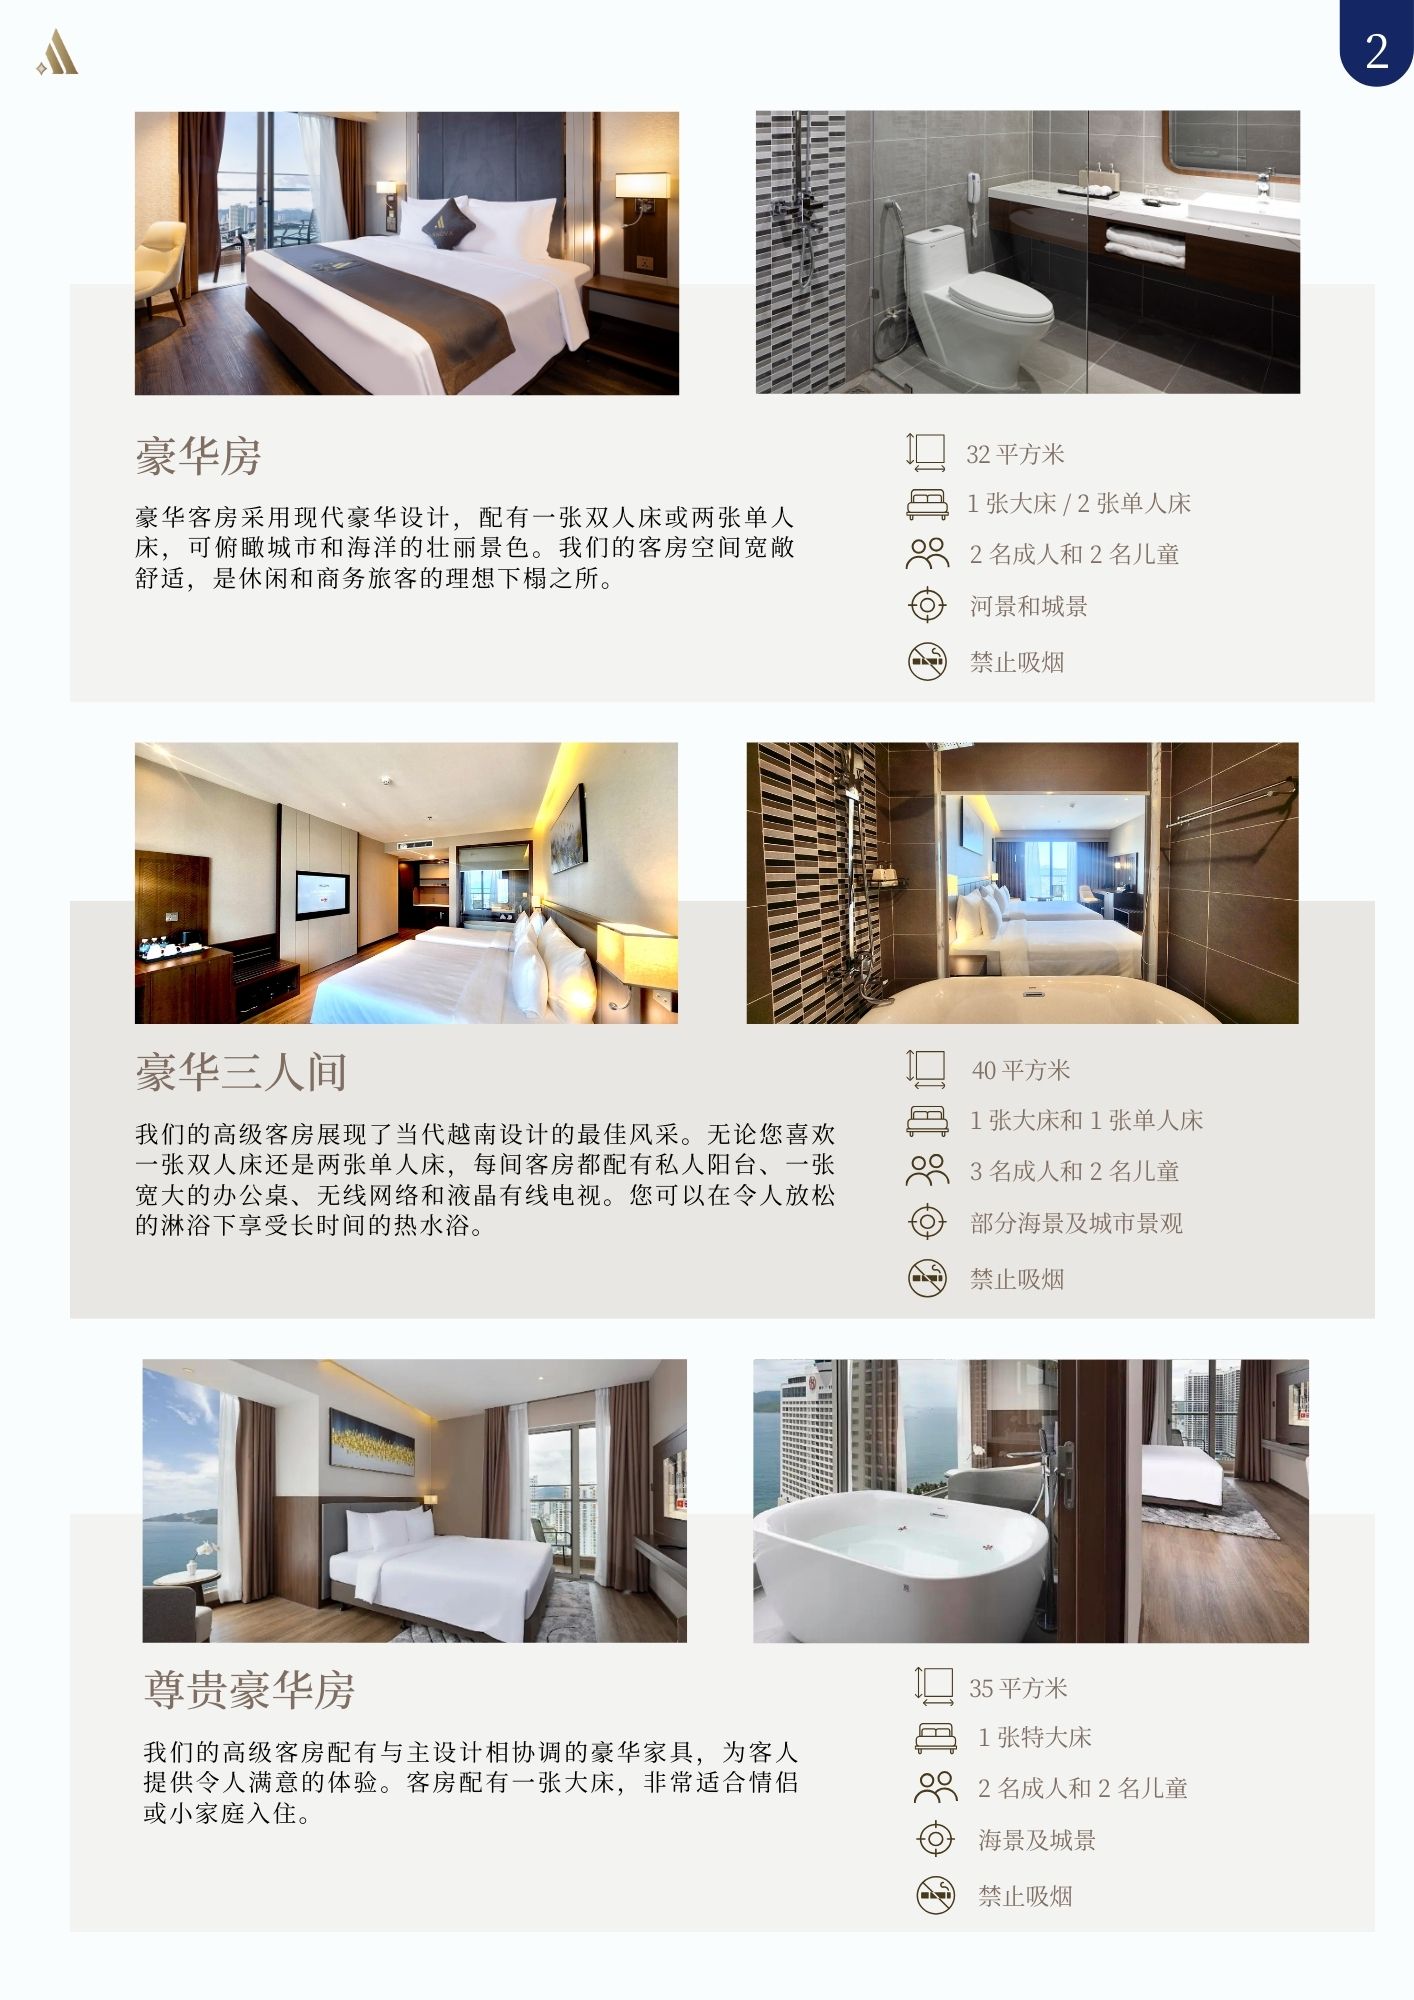 2
豪华房
豪华客房采用现代豪华设计，配有一张双人床或两张单人
床，可俯瞰城市和海洋的壮丽景色。我们的客房空间宽敞
舒适，是休闲和商务旅客的理想下榻之所。
32 平方米
1 张大床 / 2 张单人床
2 名成人和 2 名儿童
河景和城景
禁止吸烟
豪华三人间
我们的高级客房展现了当代越南设计的最佳风采。无论您喜欢
一张双人床还是两张单人床，每间客房都配有私人阳台、一张
宽大的办公桌、无线网络和液晶有线电视。您可以在令人放松
的淋浴下享受长时间的热水浴。
40 平方米
1 张大床和 1 张单人床
3 名成人和 2 名儿童
部分海景及城市景观
禁止吸烟
尊贵豪华房
我们的高级客房配有与主设计相协调的豪华家具，为客人
提供令人满意的体验。客房配有一张大床，非常适合情侣
或小家庭入住。
35 平方米
1 张特大床
2 名成人和 2 名儿童
海景及城景
禁止吸烟